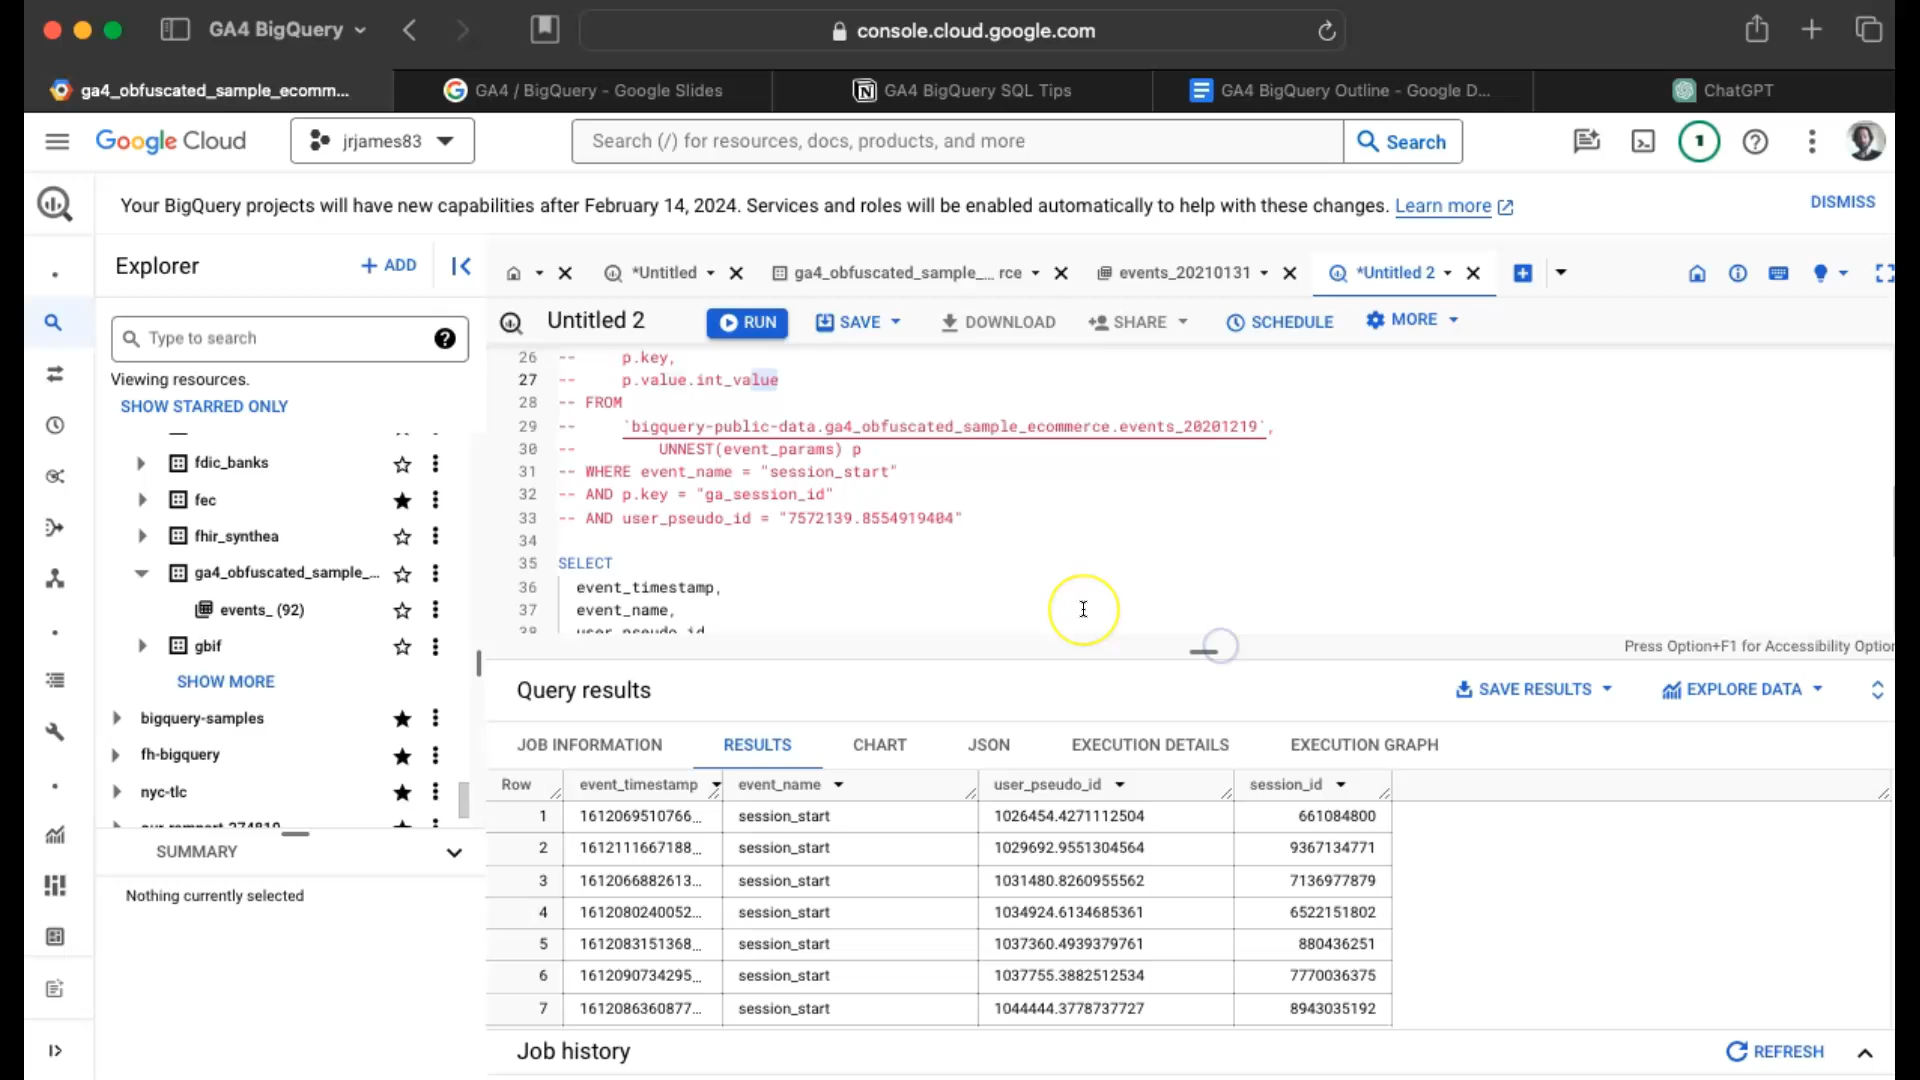 GA4 BigQuery
console.cloud.google.com
ga4_obfuscated_sample_ecomm...
GA4 / BigQuery - Google Slides
GA4 BigQuery SQL Tips
GA4 BigQuery Outline - Google D...
ChatGPT
Google Cloud
jrjames83
Search (/) for resources, docs, products, and more
Search
1
Your BigQuery projects will have new capabilities after February 14, 2024. Services and roles will be enabled automatically to help with these changes. Learn more
DISMISS
Explorer
+ ADD
*Untitled
ga4_obfuscated_sample_... rce
events_20210131
*Untitled 2
Untitled 2
RUN
SAVE
DOWNLOAD
SHARE
SCHEDULE
MORE
Type to search
Viewing resources.
SHOW STARRED ONLY
fdic_banks
fec
fhir_synthea
ga4_obfuscated_sample_...
events_ (92)
gbif
SHOW MORE
bigquery-samples
fh-bigquery
nyc-tlc
SUMMARY
Nothing currently selected
26 -- p.key,
27 -- p.value.int_value
28 -- FROM
29 -- `bigquery-public-data.ga4_obfuscated_sample_ecommerce.events_20201219`,
30 -- UNNEST(event_params) p
31 -- WHERE event_name = "session_start"
32 -- AND p.key = "ga_session_id"
33 -- AND user_pseudo_id = "7572139.8554919404"
34
35 SELECT
36 event_timestamp,
37 event_name,
38 user_pseudo_id
Press Option+F1 for Accessibility Option
Query results
SAVE RESULTS
EXPLORE DATA
JOB INFORMATION
RESULTS
CHART
JSON
EXECUTION DETAILS
EXECUTION GRAPH
Row event_timestamp event_name user_pseudo_id session_id
1 1612069510766... session_start 1026454.4271112504 661084800
2 1612111667188... session_start 1029692.9551304564 9367134771
3 1612066882613... session_start 1031480.8260955562 7136977879
4 1612080240052... session_start 1034924.6134685361 6522151802
5 1612083151368... session_start 1037360.4939379761 880436251
6 1612090734295... session_start 1037755.3882512534 7770036375
7 1612086360877... session_start 1044444.3778737727 8943035192
Job history
REFRESH